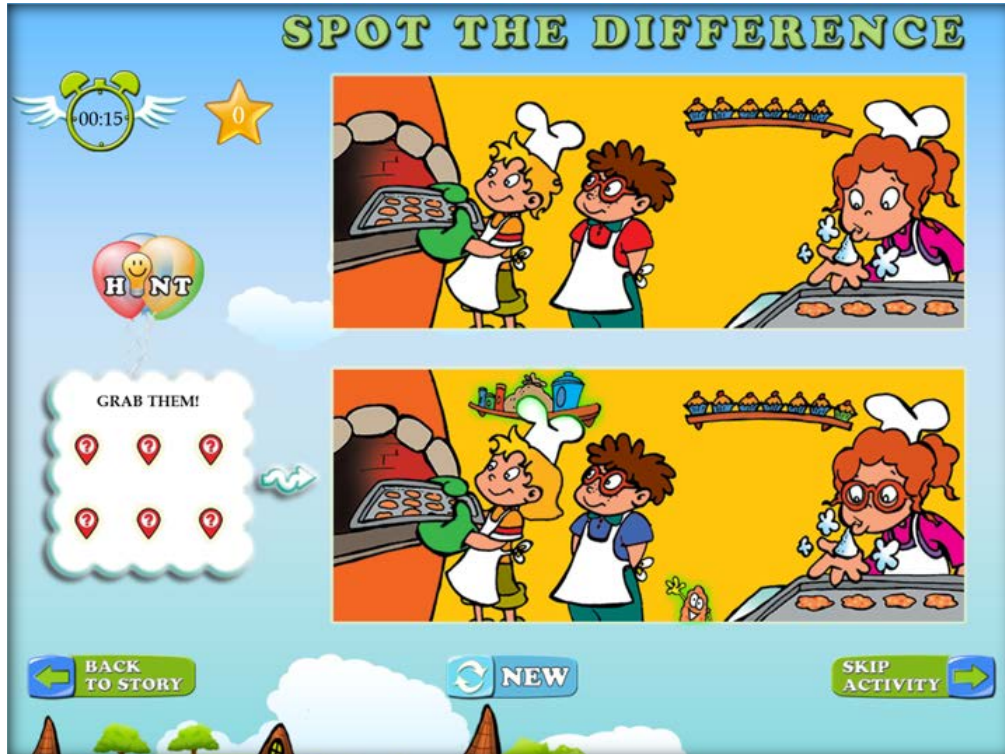 SPOT THE DIFFERENCE
00:15
0
HINT
GRAB THEM!
? ? ?
? ? ?
BACK
TO STORY
NEW
SKIP
ACTIVITY